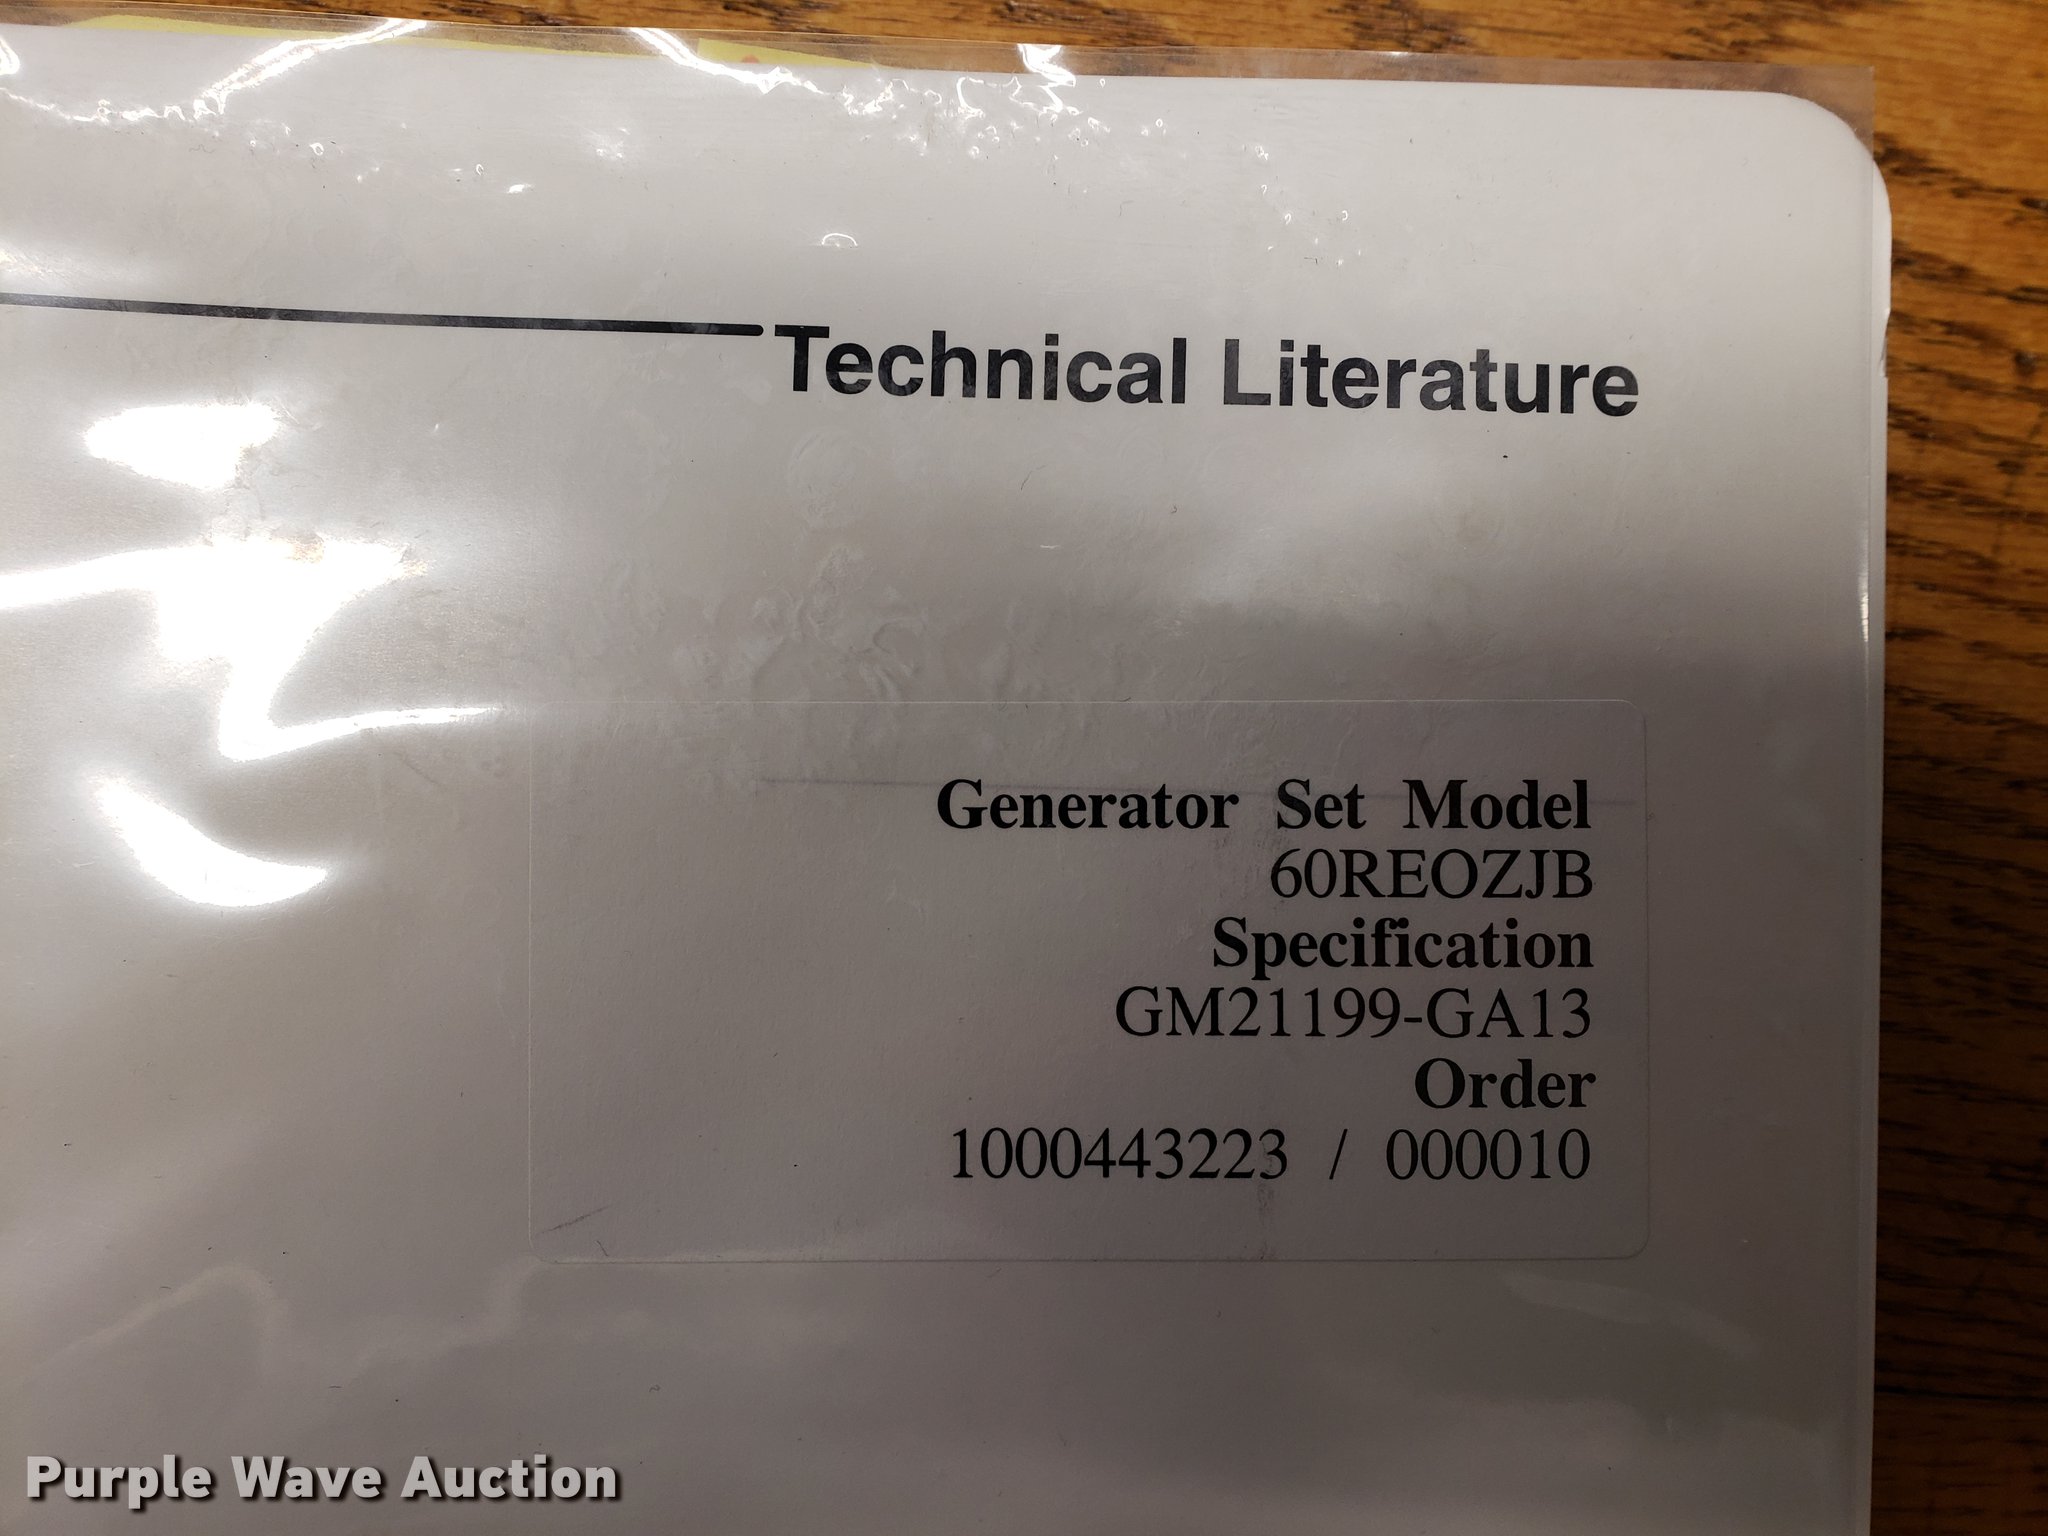 Technical Literature
Generator Set Model
60REOZJB
Specification
GM21199-GA13
Order
1000443223 / 000010
Purple Wave Auction